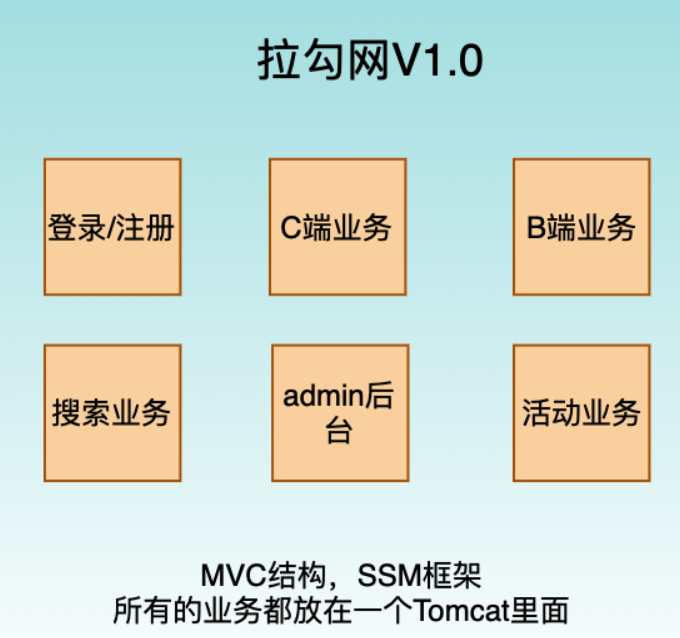 拉勾网V1.0
登录/注册
C端业务
B端业务
搜索业务
admin后
台
活动业务
MVC结构，SSM框架
所有的业务都放在一个Tomcat里面